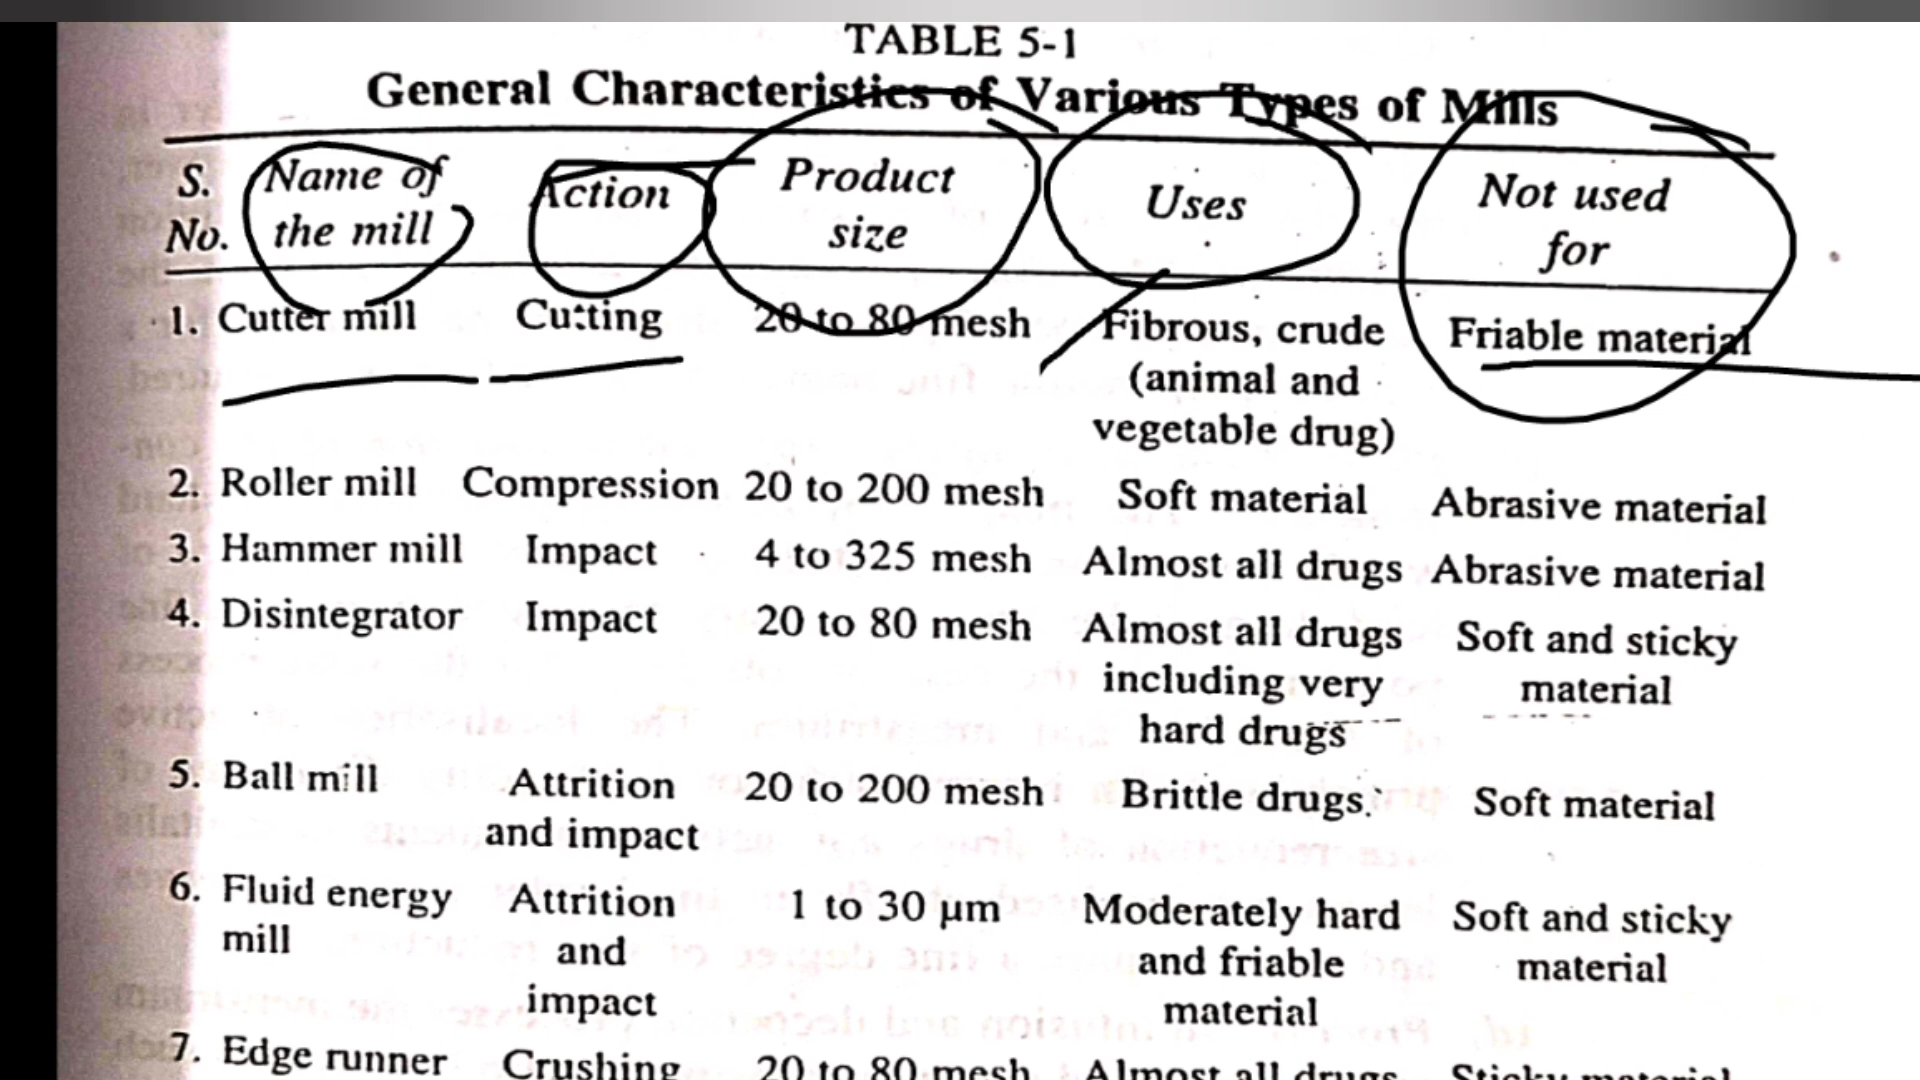 TABLE 5-1
General Characteristics of Various Types of Mills
S. No. Name of the mill Action Product size Uses Not used for
1. Cutter mill Cutting 20 to 80 mesh Fibrous, crude Friable material
(animal and
vegetable drug)
2. Roller mill Compression 20 to 200 mesh Soft material Abrasive material
3. Hammer mill Impact 4 to 325 mesh Almost all drugs Abrasive material
4. Disintegrator Impact 20 to 80 mesh Almost all drugs Soft and sticky
including very material
hard drugs
5. Ball mill Attrition 20 to 200 mesh Brittle drugs. Soft material
and impact
6. Fluid energy Attrition 1 to 30 µm Moderately hard Soft and sticky
mill and and friable material
impact material
7. Edge runner Crushing 20 to 80 mesh Almost all drugs Sticky material